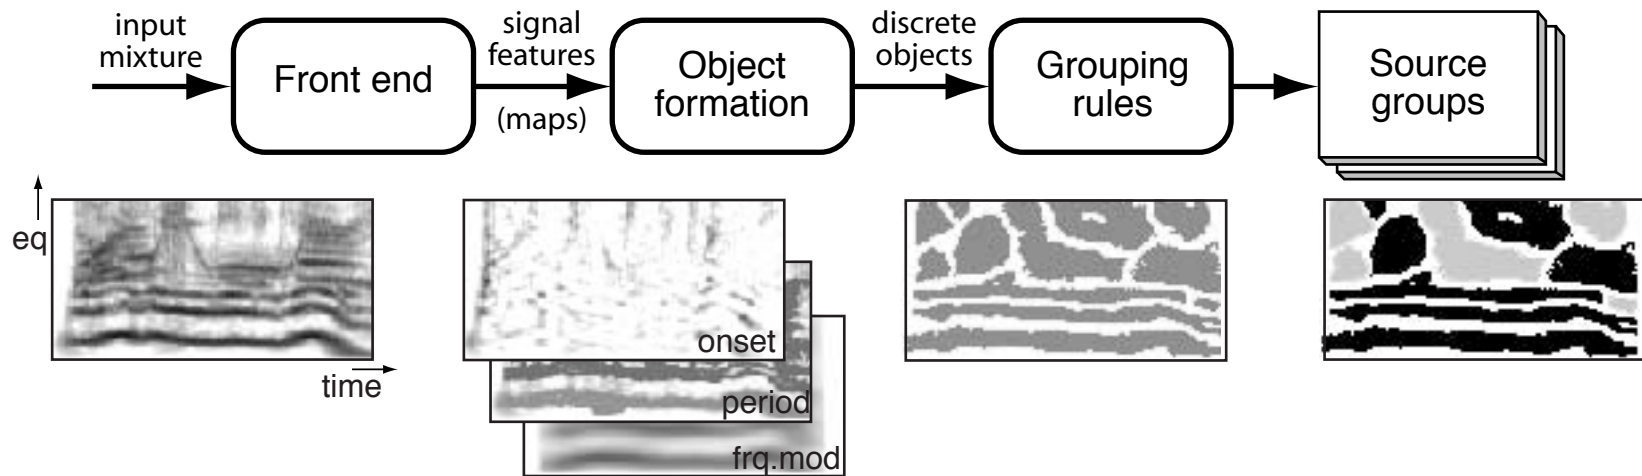 input
mixture
Front end
signal
features
(maps)
Object
formation
discrete
objects
Grouping
rules
Source
groups
eq
time
onset
period
frq.mod